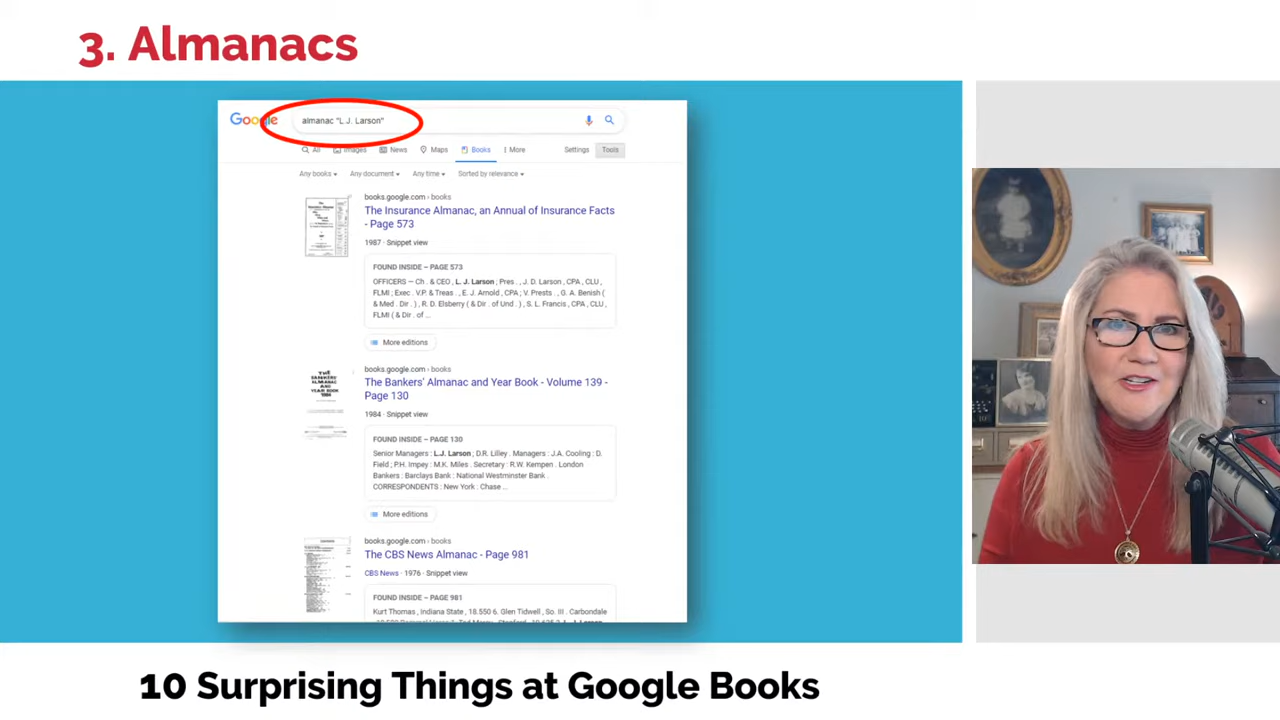 3. Almanacs
Google
almanac "L.J. Larson"
All Images News Maps Books More Settings Tools
Any books Any document Any time Sorted by relevance
books.google.com › books
The Insurance Almanac, an Annual of Insurance Facts
- Page 573
1987 · Snippet view
FOUND INSIDE – PAGE 573
OFFICERS — Ch . & CEO , L. J. Larson ; Pres . , J. D. Larson , CPA , CLU ,
FLMI ; Exec . V.P. & Treas . , E. J. Arnold , CPA ; V. Prests . , G. A. Benish (
& Med . Dir . ) , R. D. Elsberry ( & Dir . of Und . ) , S. L. Francis , CPA , CLU ,
FLMI ( & Dir . of ...
More editions
THE
BANKERS'
ALMANAC
AND
YEAR BOOK
1984
books.google.com › books
The Bankers' Almanac and Year Book - Volume 139 -
Page 130
1984 · Snippet view
FOUND INSIDE – PAGE 130
Senior Managers : L.J. Larson ; D.R. Lilley . Managers : J.A. Cooling : D.
Field ; P.H. Impey : M.K. Miles . Secretary : R.W. Kempen . London
Bankers : Barclays Bank : National Westminster Bank .
CORRESPONDENTS : New York : Chase ...
More editions
books.google.com › books
The CBS News Almanac - Page 981
CBS News · 1976 · Snippet view
FOUND INSIDE – PAGE 981
Kurt Thomas , Indiana State , 18.550 6. Glen Tidwell , So. III . Carbondale
10 Surprising Things at Google Books